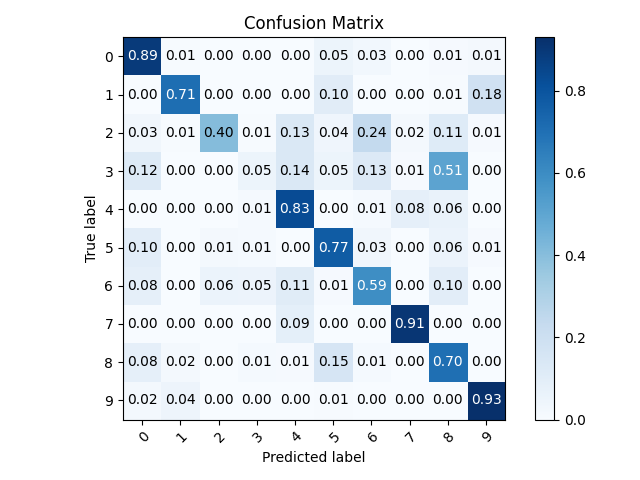 Confusion Matrix
0 0.89 0.01 0.00 0.00 0.00 0.05 0.03 0.00 0.01 0.01
1 0.00 0.71 0.00 0.00 0.00 0.10 0.00 0.00 0.01 0.18
2 0.03 0.01 0.40 0.01 0.13 0.04 0.24 0.02 0.11 0.01
3 0.12 0.00 0.00 0.05 0.14 0.05 0.13 0.01 0.51 0.00
4 0.00 0.00 0.00 0.01 0.83 0.00 0.01 0.08 0.06 0.00
5 0.10 0.00 0.01 0.01 0.00 0.77 0.03 0.00 0.06 0.01
6 0.08 0.00 0.06 0.05 0.11 0.01 0.59 0.00 0.10 0.00
7 0.00 0.00 0.00 0.00 0.09 0.00 0.00 0.91 0.00 0.00
8 0.08 0.02 0.00 0.01 0.01 0.15 0.01 0.00 0.70 0.00
9 0.02 0.04 0.00 0.00 0.00 0.01 0.00 0.00 0.00 0.93
0 1 2 3 4 5 6 7 8 9
Predicted label
True label
0.8
0.6
0.4
0.2
0.0